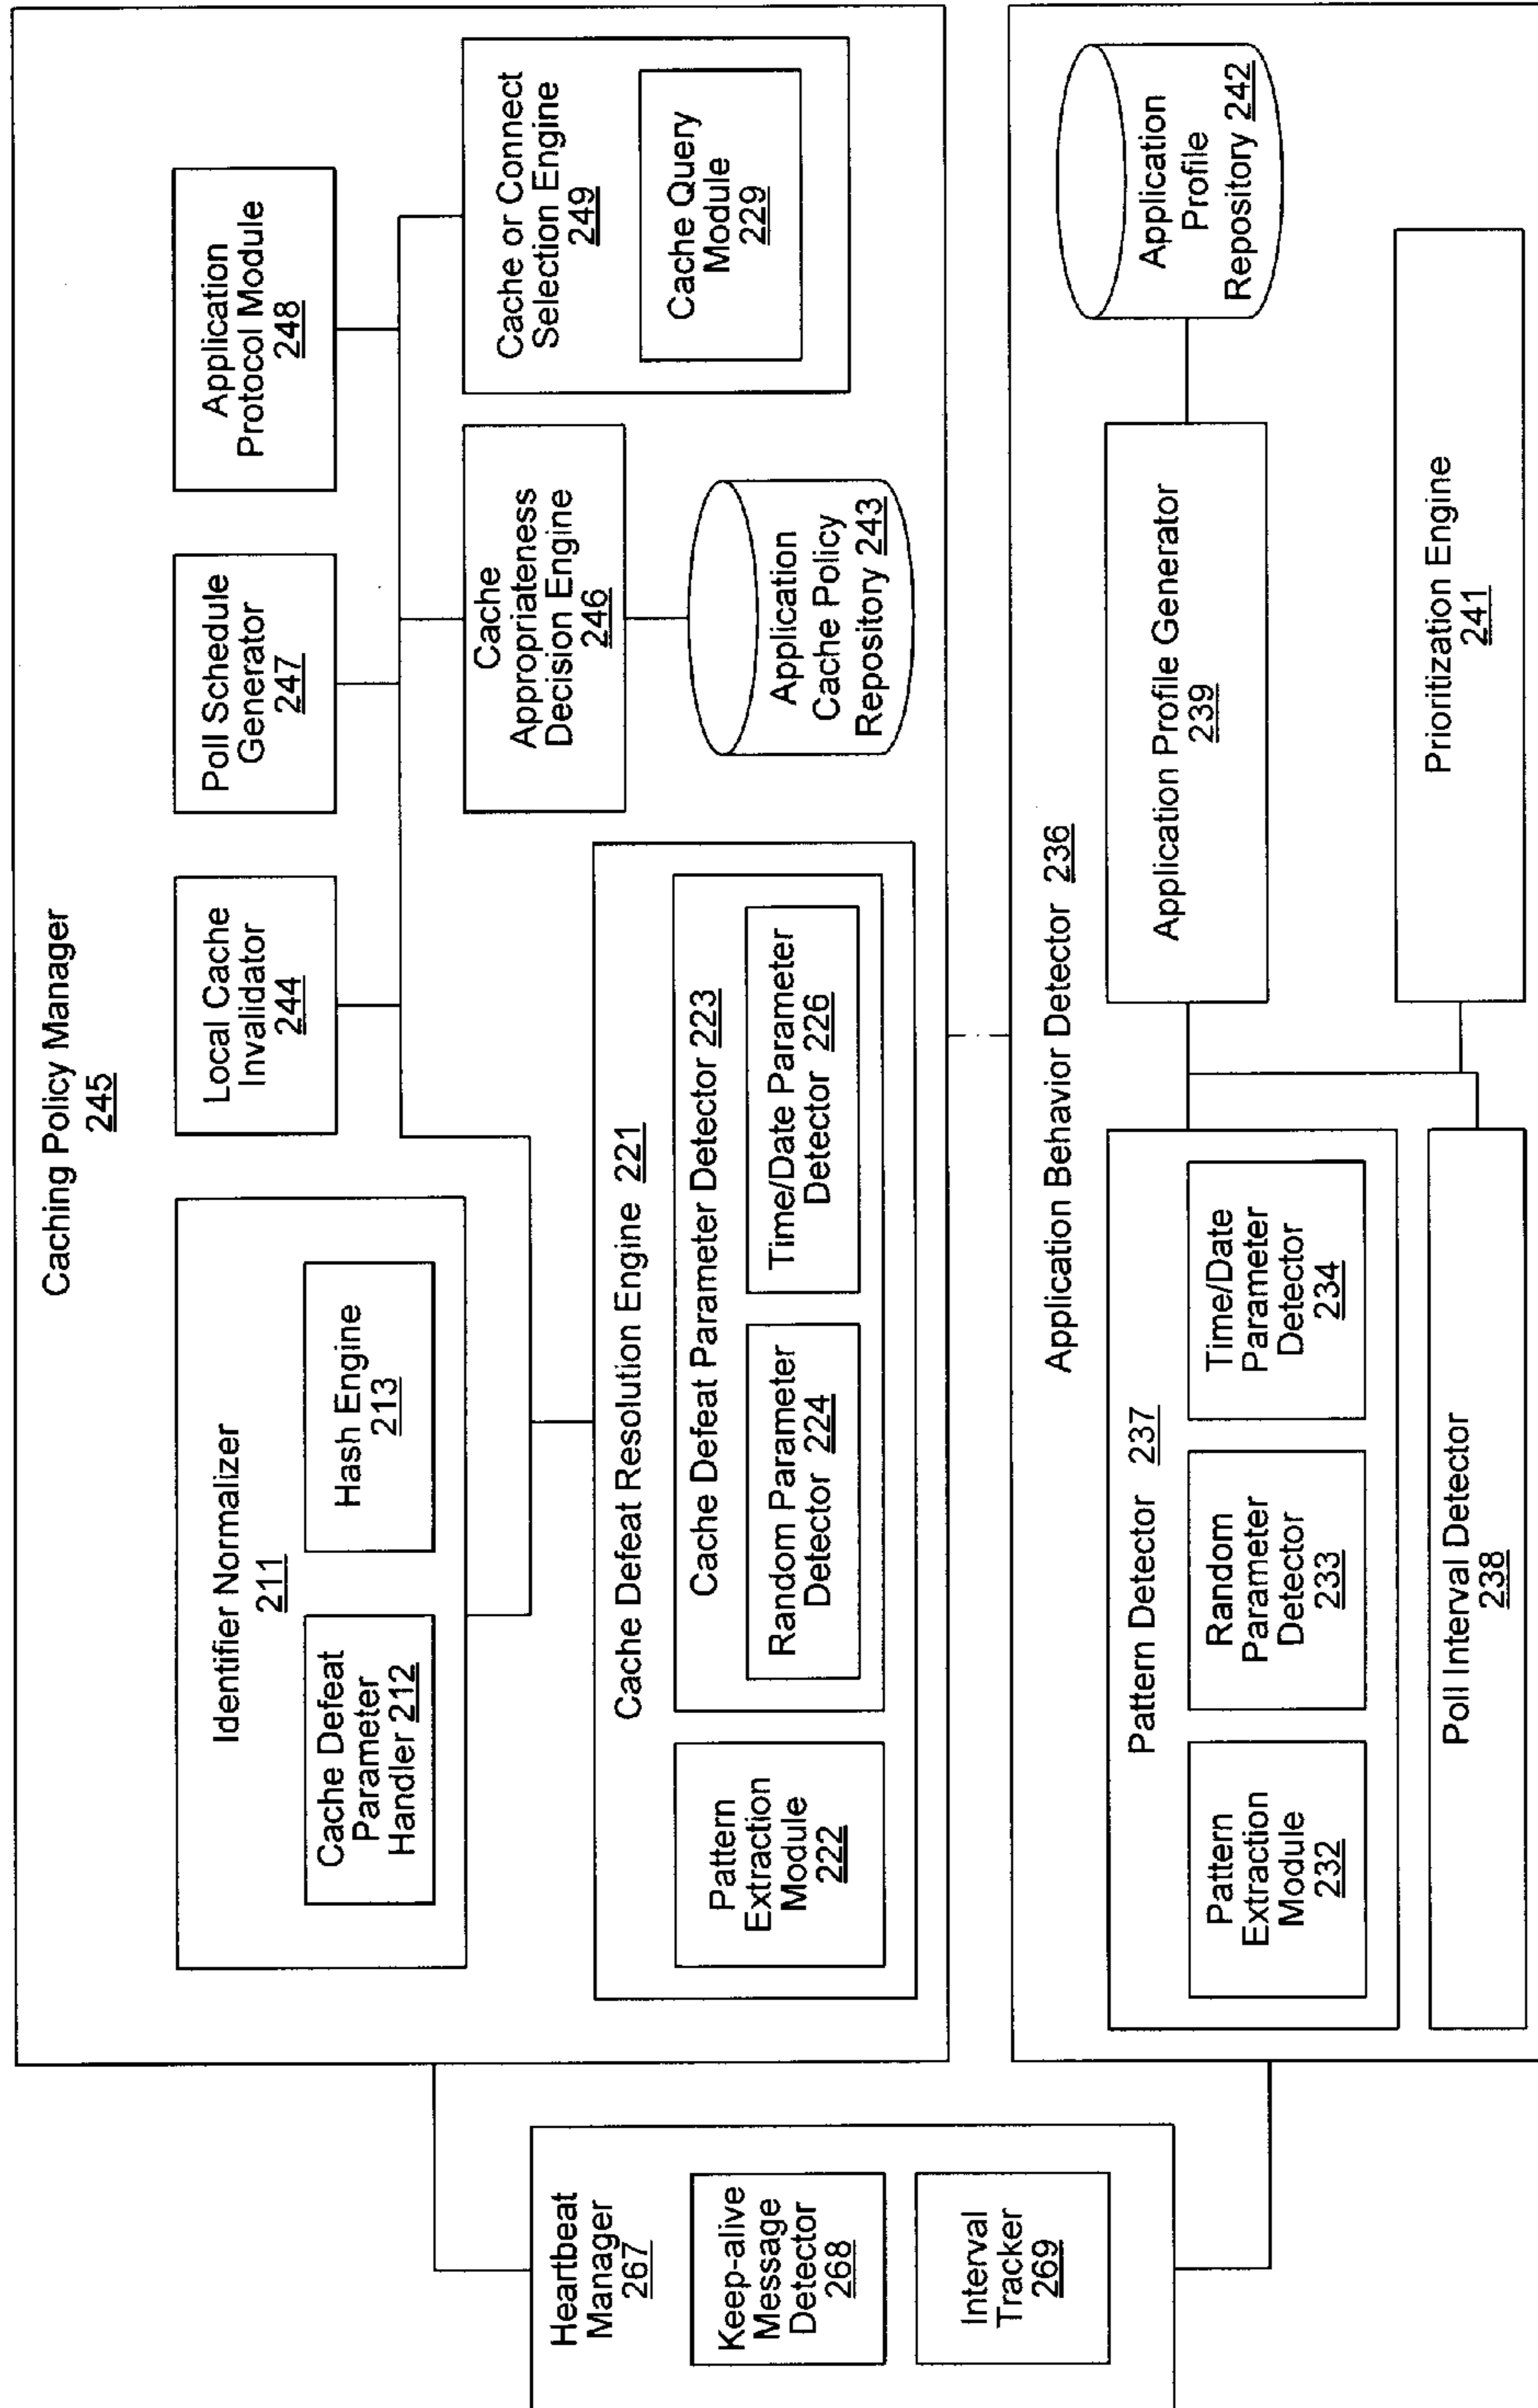 Caching Policy Manager
245
Identifier Normalizer
211
Cache Defeat
Parameter
Handler 212
Hash Engine
213
Local Cache
Invalidator
244
Poll Schedule
Generator
247
Application
Protocol Module
248
Cache Defeat Resolution Engine 221
Pattern
Extraction
Module
222
Cache Defeat Parameter Detector 223
Random Parameter
Detector 224
Time/Date Parameter
Detector 226
Cache
Appropriateness
Decision Engine
246
Application
Cache Policy
Repository 243
Cache or Connect
Selection Engine
249
Cache Query
Module
229
Heartbeat
Manager
267
Keep-alive
Message
Detector
268
Interval
Tracker
269
Application Behavior Detector 236
Pattern Detector 237
Pattern
Extraction
Module
232
Random
Parameter
Detector
233
Time/Date
Parameter
Detector
234
Poll Interval Detector
238
Application Profile Generator
239
Application
Profile
Repository 242
Prioritization Engine
241